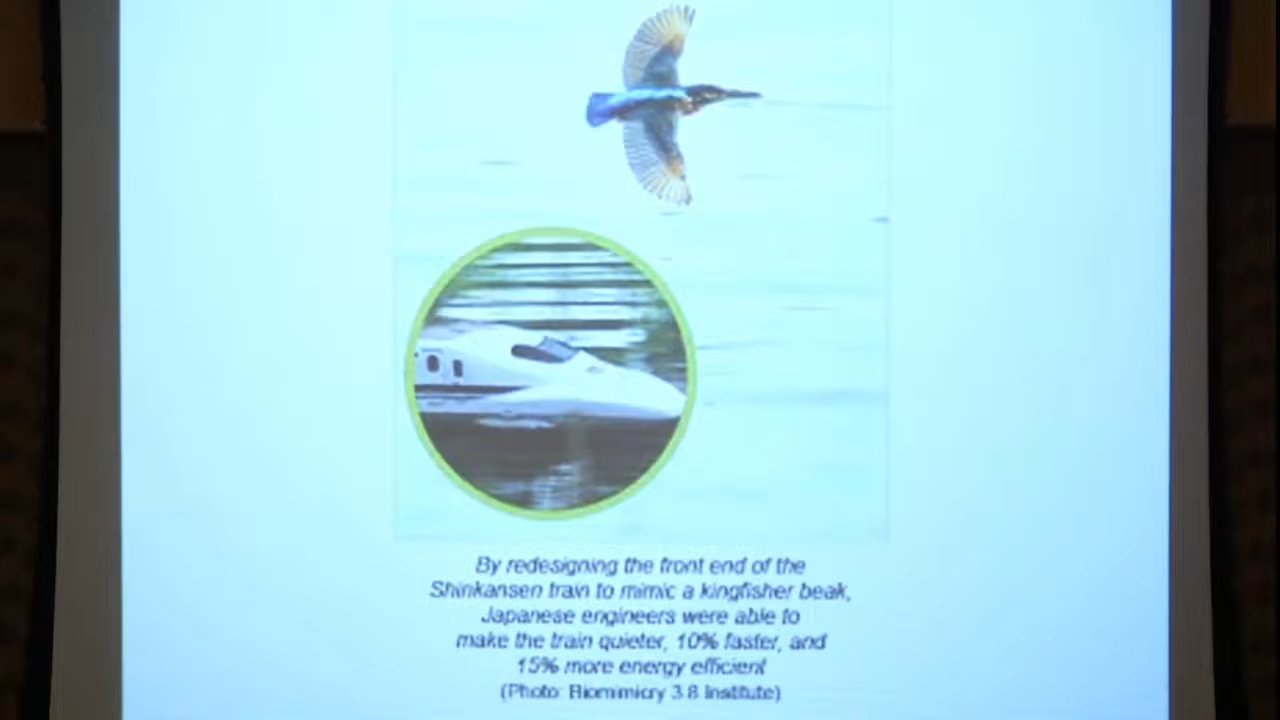 By redesigning the front end of the
Shinkansen train to mimic a kingfisher beak,
Japanese engineers were able to
make the train quieter, 10% faster, and
15% more energy efficient
(Photo: Biomimicry 3.8 Institute)